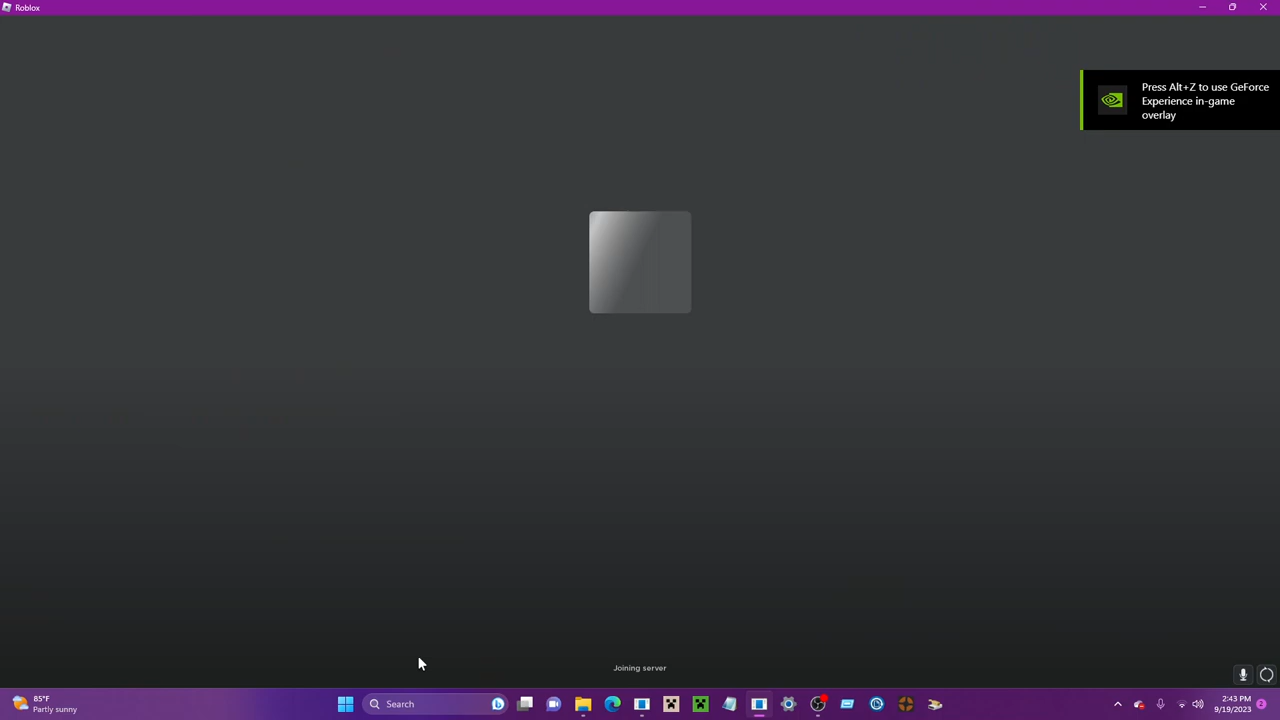 Roblox
Press Alt+Z to use GeForce
Experience in-game
overlay
Joining server
85°F
Partly sunny
Search
2:43 PM
9/19/2023
2